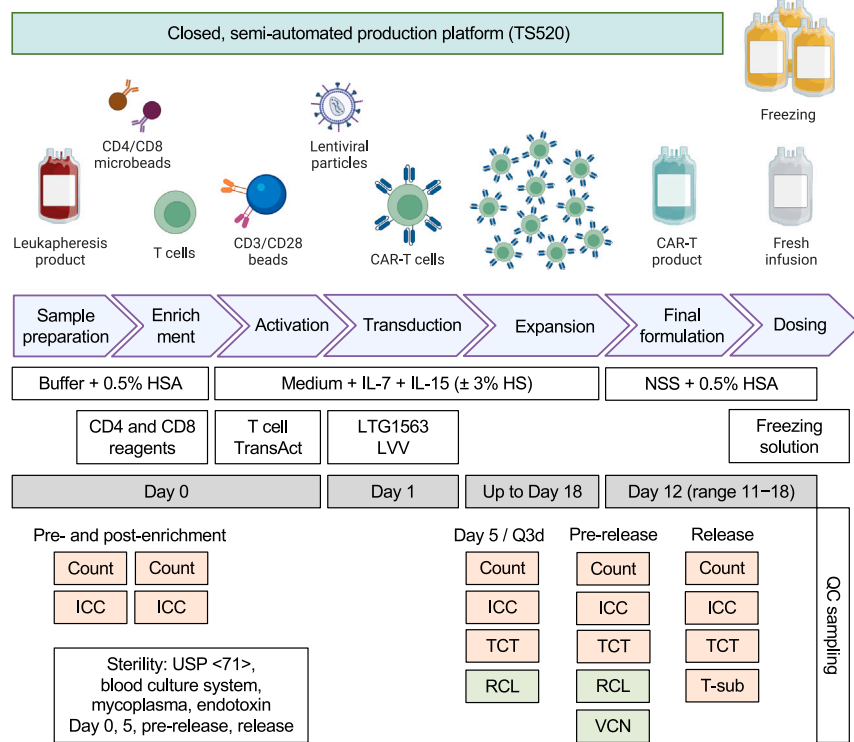 Closed, semi-automated production platform (TS520)
Freezing
CD4/CD8
microbeads
Lentiviral
particles
Leukapheresis
product
T cells
CD3/CD28
beads
CAR-T cells
CAR-T
product
Fresh
infusion
Sample
preparation
Enrich
ment
Activation
Transduction
Expansion
Final
formulation
Dosing
Buffer + 0.5% HSA
Medium + IL-7 + IL-15 (± 3% HS)
NSS + 0.5% HSA
CD4 and CD8
reagents
T cell
TransAct
LTG1563
LVV
Freezing
solution
Day 0
Day 1
Up to Day 18
Day 12 (range 11–18)
Pre- and post-enrichment
Count
Count
ICC
ICC
Day 5 / Q3d
Count
ICC
TCT
RCL
Pre-release
Count
ICC
TCT
RCL
VCN
Release
Count
ICC
TCT
T-sub
QC sampling
Sterility: USP <71>,
blood culture system,
mycoplasma, endotoxin
Day 0, 5, pre-release, release